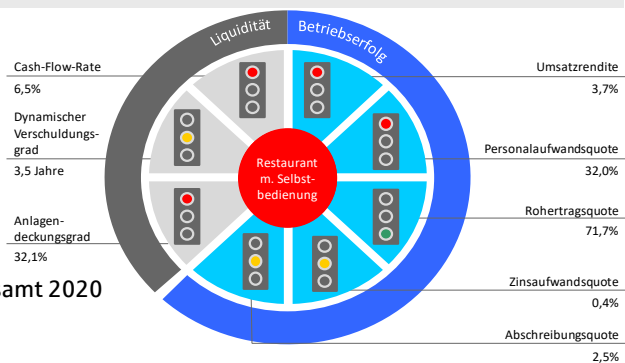 Liquidität
Betriebserfolg
Cash-Flow-Rate
6,5%
Dynamischer
Verschuldungs-
grad
3,5 Jahre
Anlagen-
deckungsgrad
32,1%
Restaurant
m. Selbst-
bedienung
Umsatzrendite
3,7%
Personalaufwandsquote
32,0%
Rohertragsquote
71,7%
Zinsaufwandsquote
0,4%
Abschreibungsquote
2,5%
2020